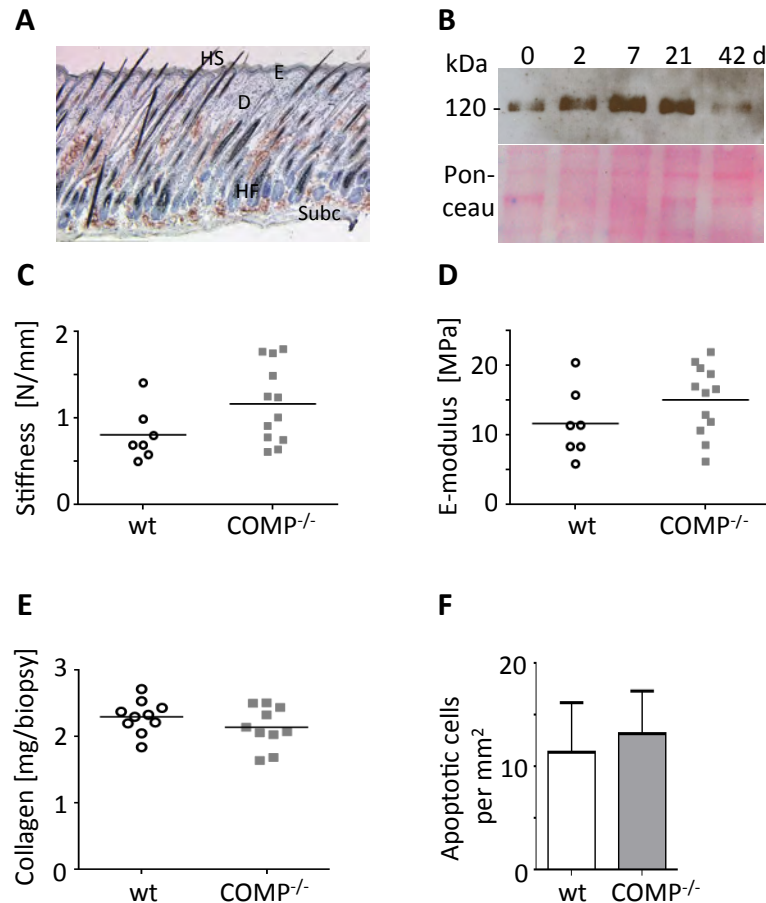 A
HS
E
D
HF
Subc
B
kDa
0 2 7 21 42 d
120 -
Pon-
ceau
C
Stiffness [N/mm]
2
1
0
wt COMP-/-
D
E-modulus [MPa]
20
10
0
wt COMP-/-
E
Collagen [mg/biopsy]
3
2
1
0
wt COMP-/-
F
Apoptotic cells
per mm²
20
10
0
wt COMP-/-